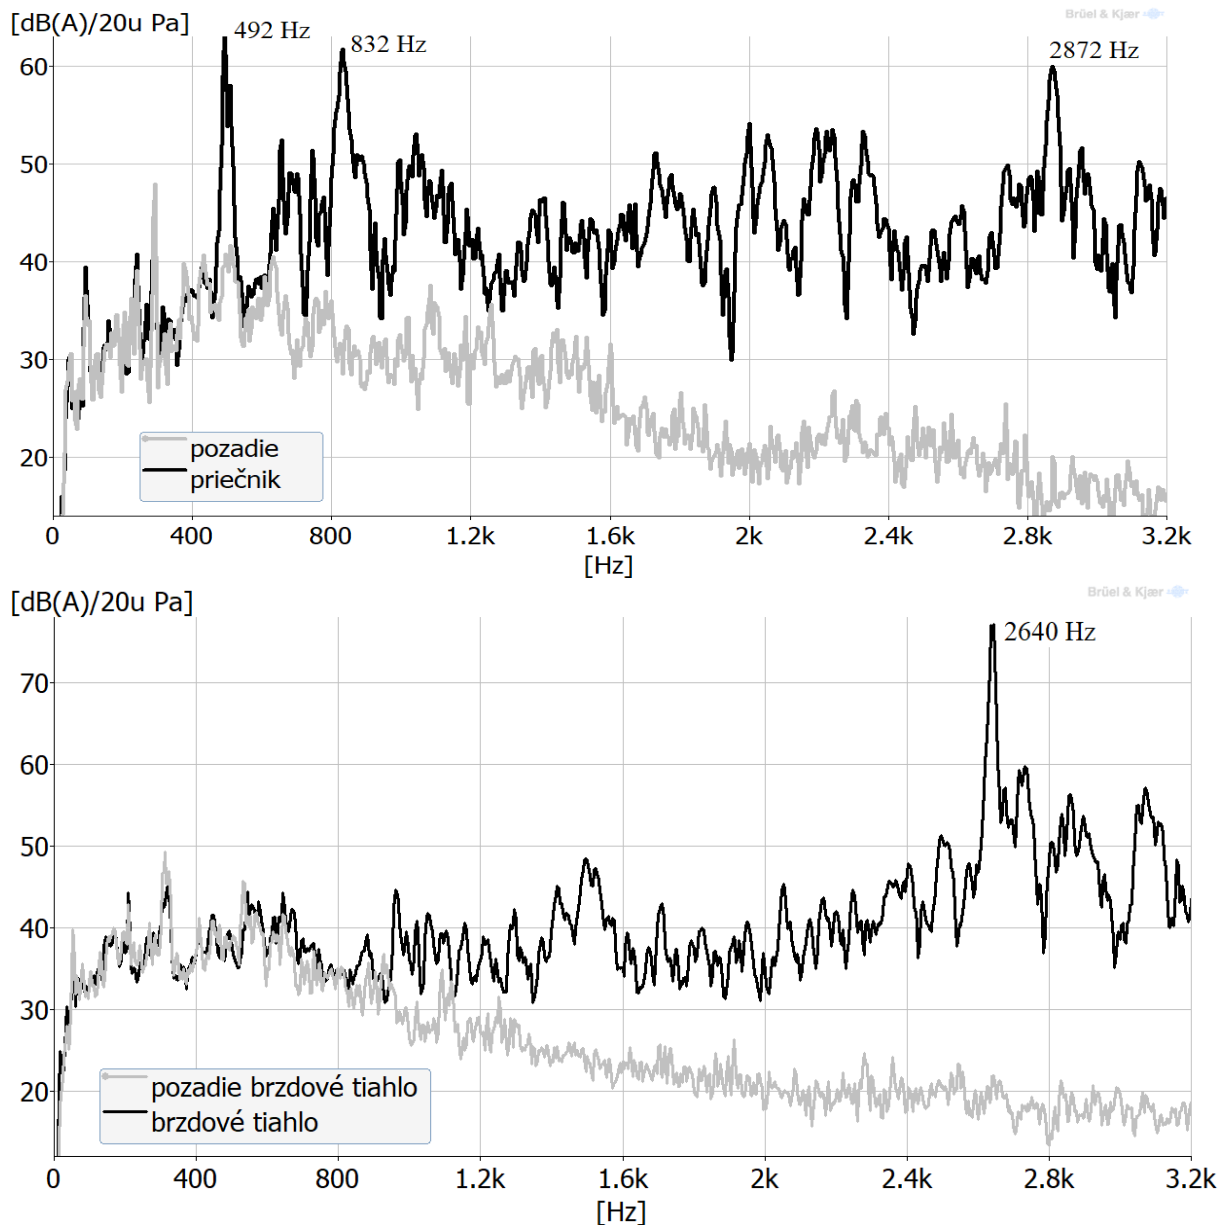 [dB(A)/20u Pa]
Brüel & Kjær
492 Hz
832 Hz
2872 Hz
60
50
40
30
20
pozadie
priečnik
0 400 800 1.2k 1.6k 2k 2.4k 2.8k 3.2k
[Hz]
[dB(A)/20u Pa]
Brüel & Kjær
2640 Hz
70
60
50
40
30
20
pozadie brzdové tiahlo
brzdové tiahlo
0 400 800 1.2k 1.6k 2k 2.4k 2.8k 3.2k
[Hz]